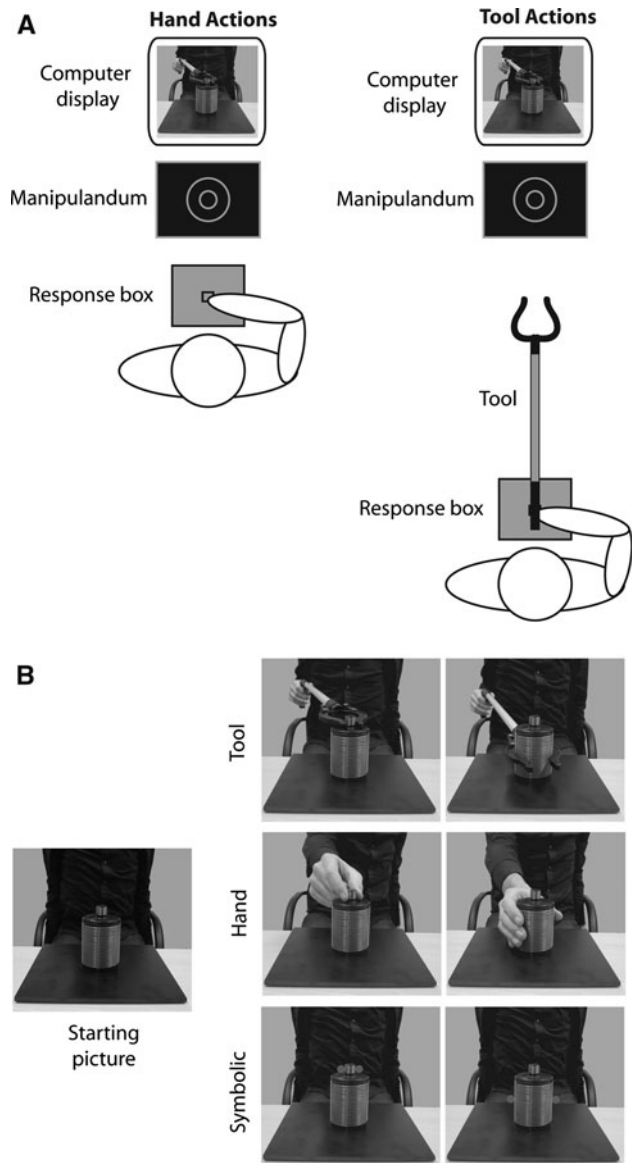 A
Hand Actions
Tool Actions
Computer
display
Computer
display
Manipulandum
Manipulandum
Response box
Tool
Response box
B
Tool
Hand
Starting
picture
Symbolic